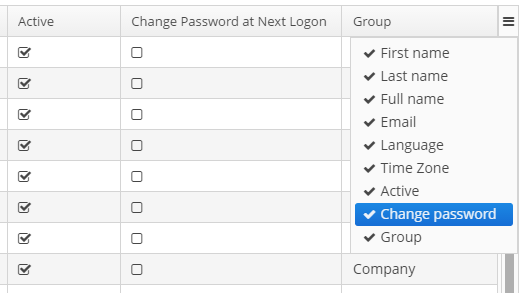 Active Change Password at Next Logon Group
First name
Last name
Full name
Email
Language
Time Zone
Active
Change password
Group
Company